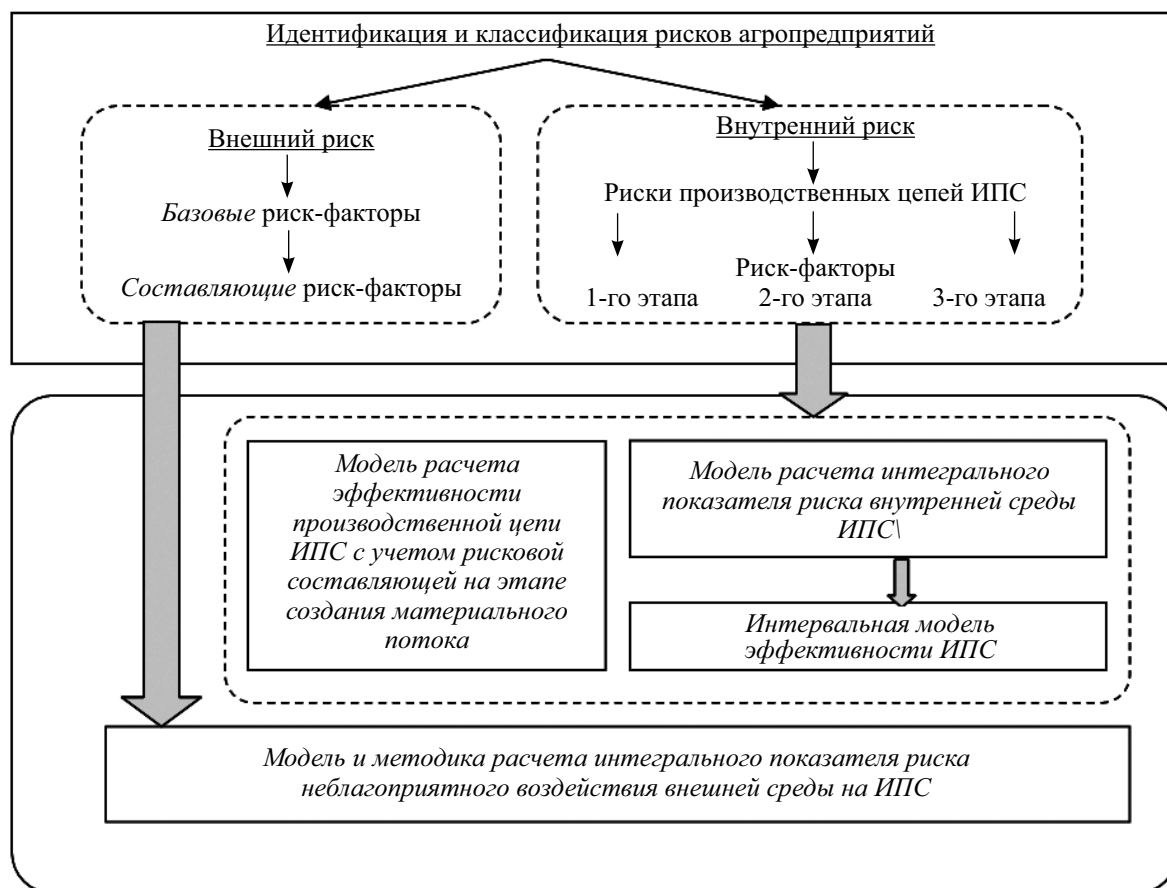 Идентификация и классификация рисков агропредприятий
Внешний риск
Базовые риск-факторы
Составляющие риск-факторы
Внутренний риск
Риски производственных цепей ИПС
Риск-факторы
1-го этапа 2-го этапа 3-го этапа
Модель расчета
эффективности
производственной цепи
ИПС с учетом рисковой
составляющей на этапе
создания материального
потока
Модель расчета интегрального
показателя риска внутренней среды
ИПС\
Интервальная модель
эффективности ИПС
Модель и методика расчета интегрального показателя риска
неблагоприятного воздействия внешней среды на ИПС